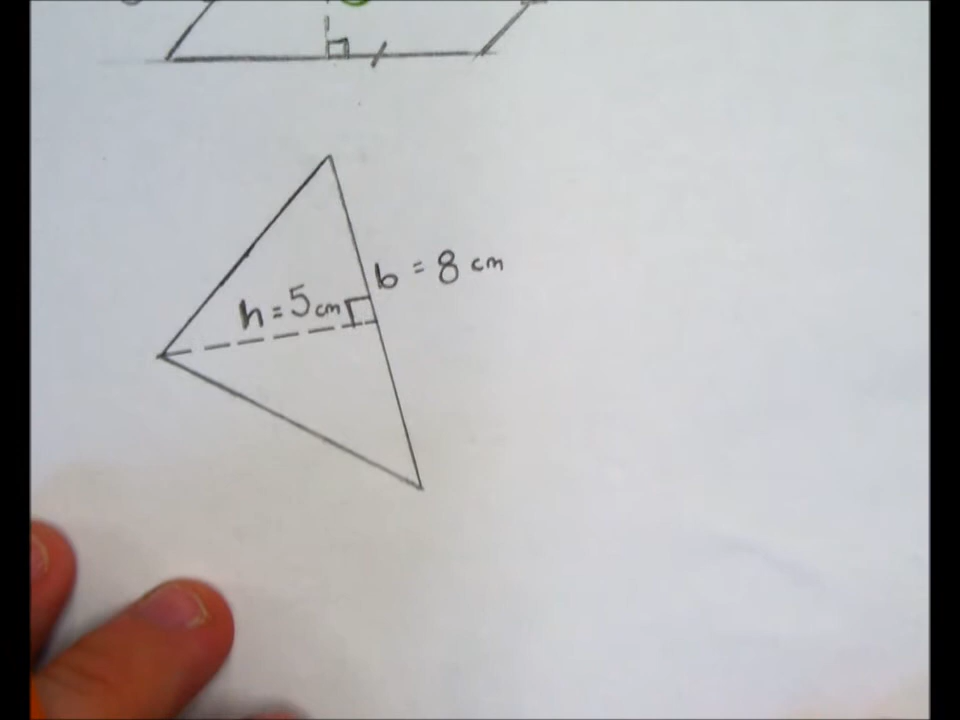 b = 8 cm
h = 5 cm